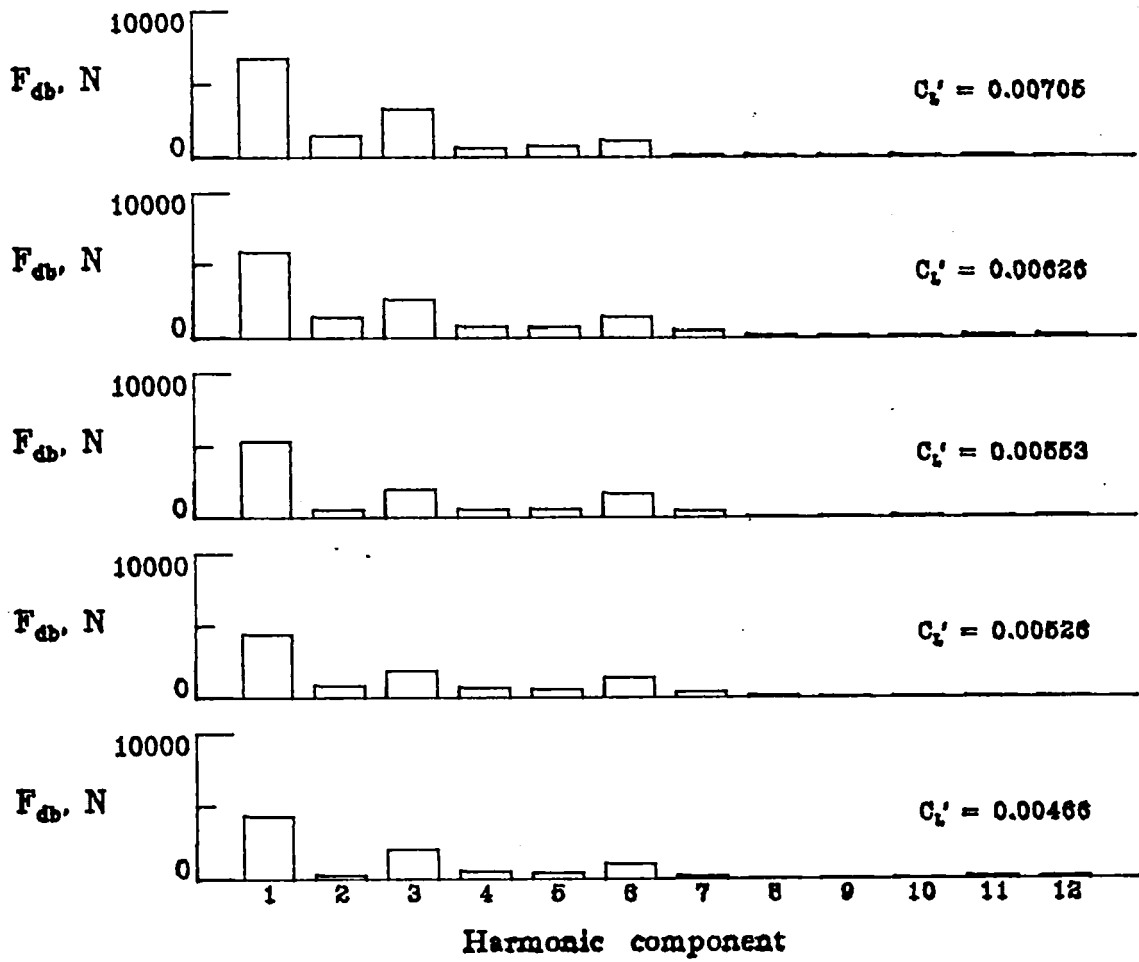 10000
F_db, N
C_L' = 0.00705
0
10000
F_db, N
C_L' = 0.00626
0
10000
F_db, N
C_L' = 0.00553
0
10000
F_db, N
C_L' = 0.00526
0
10000
F_db, N
C_L' = 0.00466
0
1 2 3 4 5 6 7 8 9 10 11 12
Harmonic component